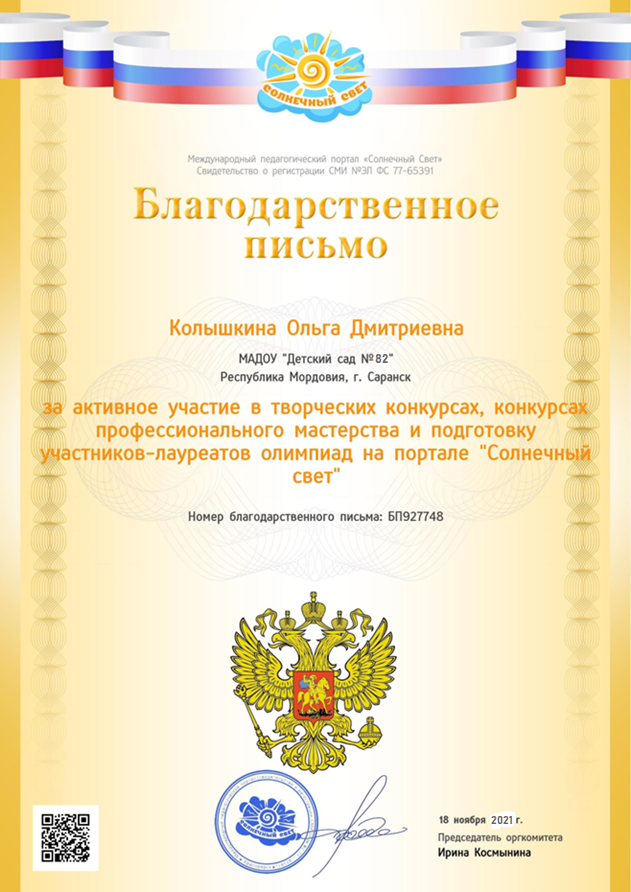 СОЛНЕЧНЫЙ СВЕТ
Международный педагогический портал «Солнечный Свет»
Свидетельство о регистрации СМИ №ЭЛ ФС 77-65391
Благодарственное
письмо
Колышкина Ольга Дмитриевна
МАДОУ "Детский сад №82"
Республика Мордовия, г. Саранск
за активное участие в творческих конкурсах, конкурсах
профессионального мастерства и подготовку
участников-лауреатов олимпиад на портале "Солнечный
свет"
Номер благодарственного письма: БП927748
СОЛНЕЧНЫЙ СВЕТ
18 ноября 2021 г.
Председатель оргкомитета
Ирина Космынина